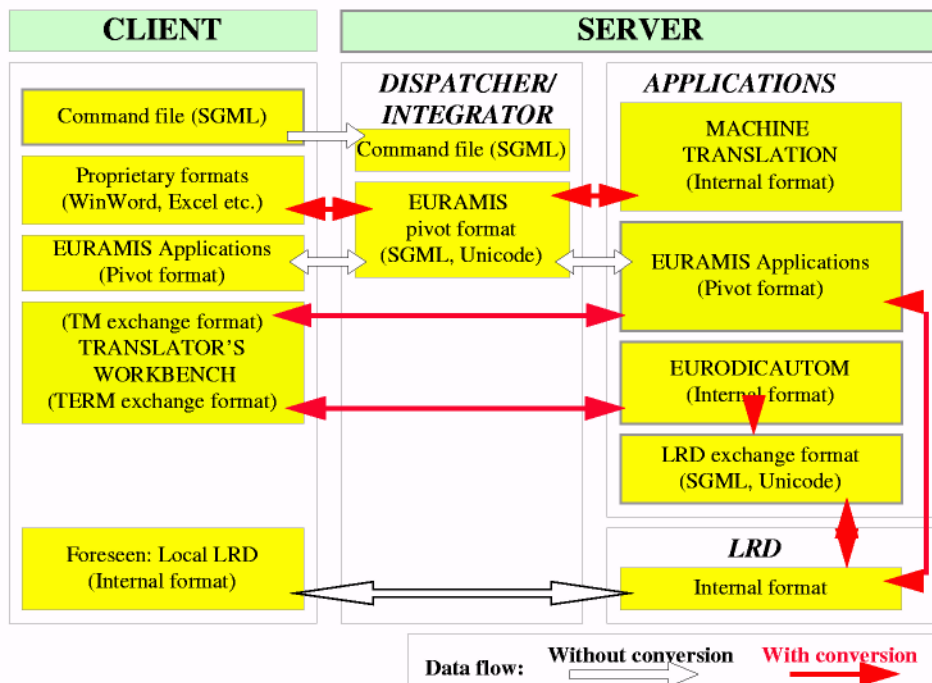 CLIENT
SERVER
Command file (SGML)
Proprietary formats
(WinWord, Excel etc.)
EURAMIS Applications
(Pivot format)
(TM exchange format)
TRANSLATOR'S
WORKBENCH
(TERM exchange format)
Foreseen: Local LRD
(Internal format)
DISPATCHER/
INTEGRATOR
Command file (SGML)
EURAMIS
pivot format
(SGML, Unicode)
APPLICATIONS
MACHINE
TRANSLATION
(Internal format)
EURAMIS Applications
(Pivot format)
EURODICAUTOM
(Internal format)
LRD exchange format
(SGML, Unicode)
LRD
Internal format
Data flow:
Without conversion
With conversion